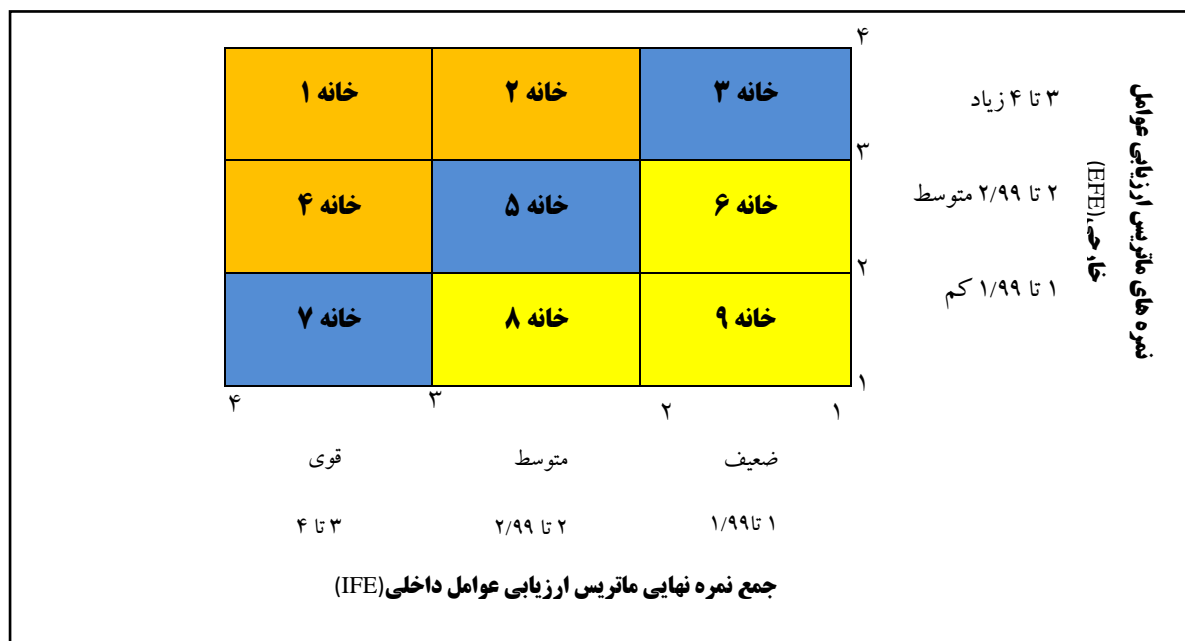 ۴
خانه ۱ خانه ۲ خانه ۳
۳ تا ۴ زیاد
۳
خانه ۴ خانه ۵ خانه ۶
۲ تا ۲/۹۹ متوسط
۲
خانه ۷ خانه ۸ خانه ۹
۱ تا ۱/۹۹ کم
۱
نمره های ماتریس ارزیابی عوامل
خارجی(EFE)
۴ ۳ ۲ ۱
قوی متوسط ضعیف
۳ تا ۴ ۲ تا ۲/۹۹ ۱ تا۱/۹۹
جمع نمره نهایی ماتریس ارزیابی عوامل داخلی(IFE)